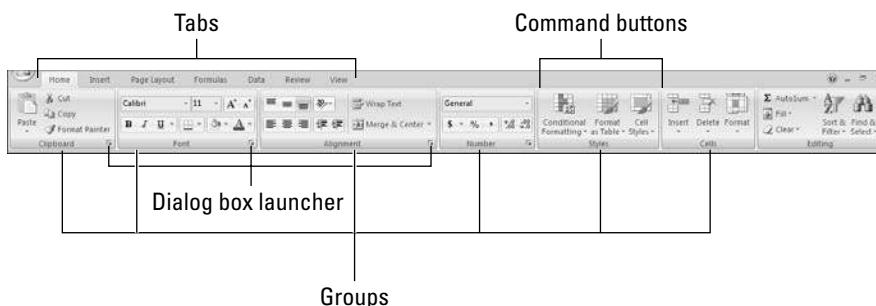 Tabs Command buttons
Home Insert Page Layout Formulas Data Review View
Cut Calibri 11 A A Wrap Text General Σ AutoSum
Copy Fill
Paste Format Painter B I U A Merge & Center $ % , Conditional Formatting Format as Table Cell Styles Insert Delete Format Clear Sort & Filter Find & Select
Clipboard Font Alignment Number Styles Cells Editing
Dialog box launcher
Groups